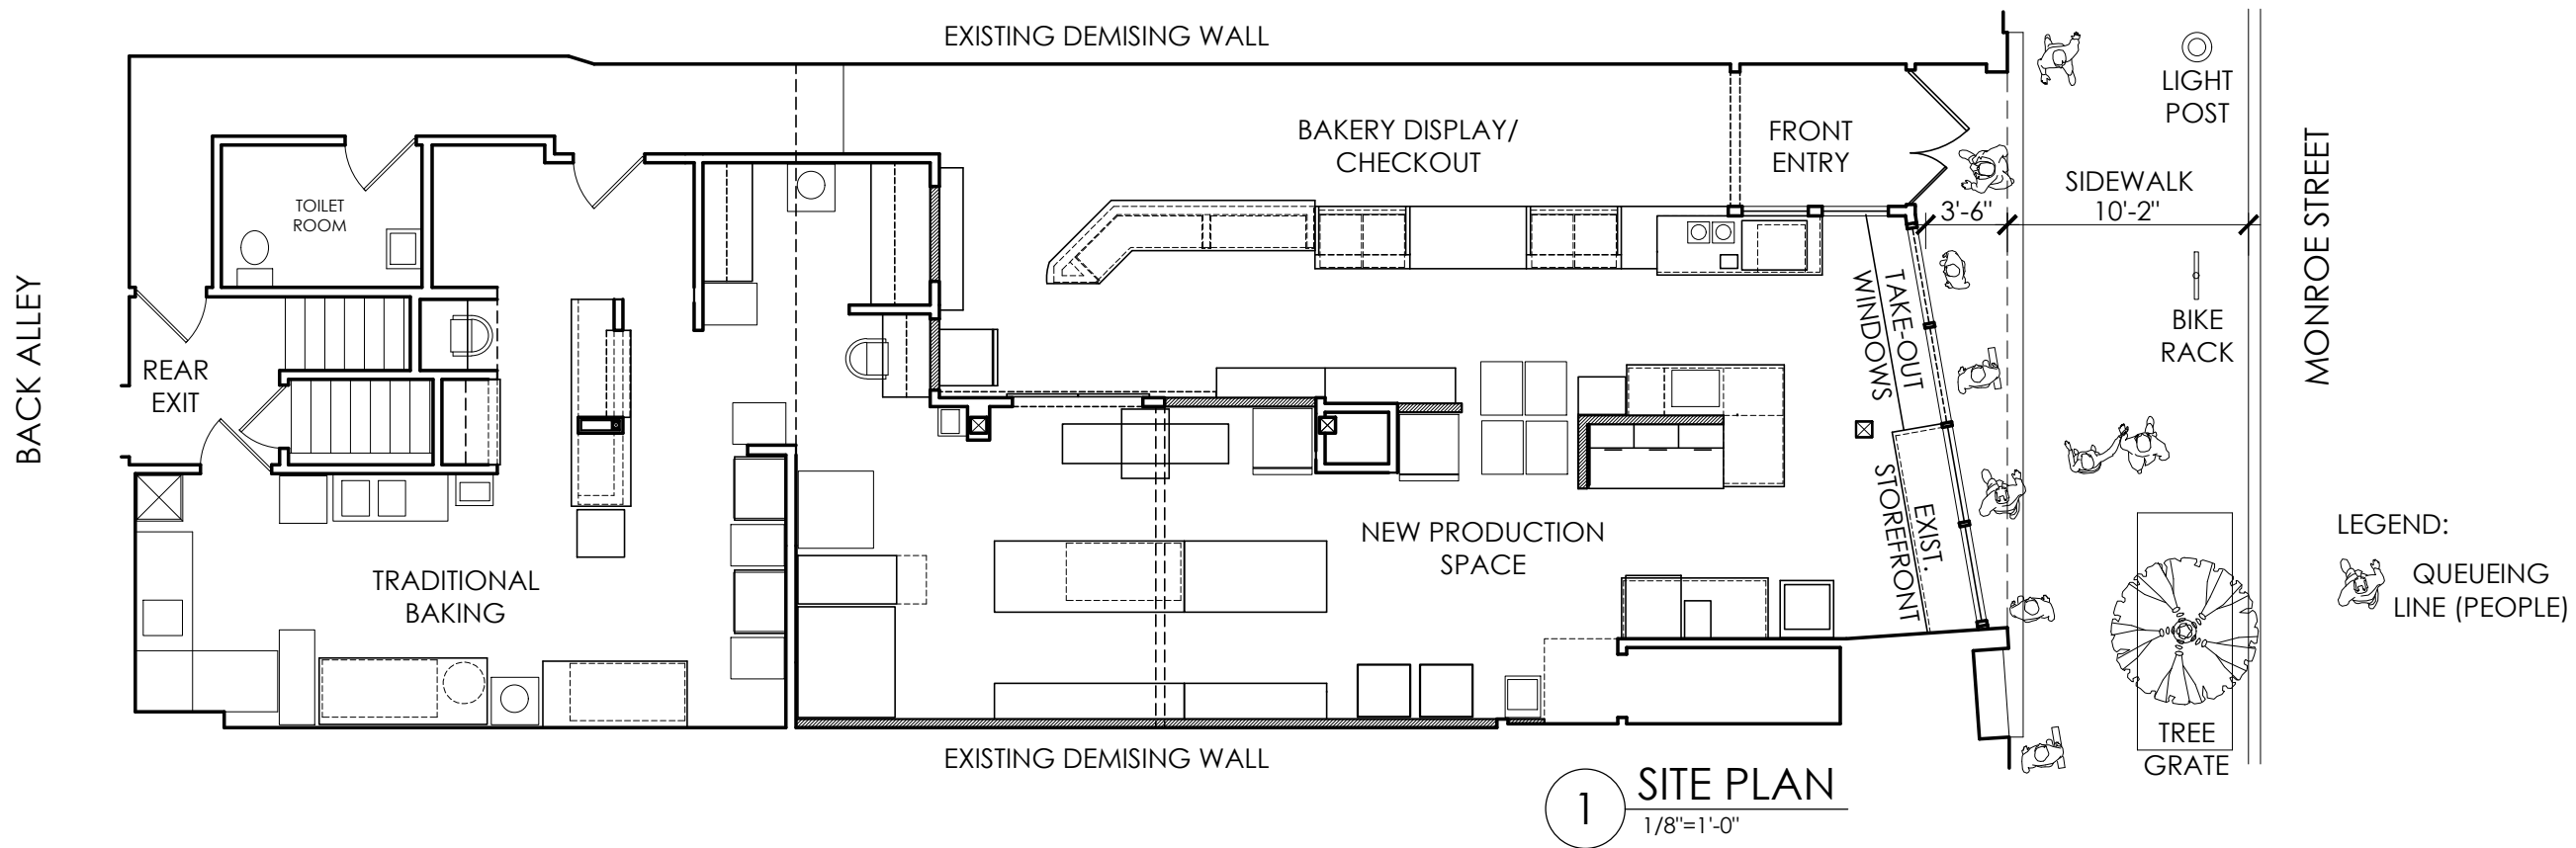 EXISTING DEMISING WALL
LIGHT
POST
BAKERY DISPLAY/
CHECKOUT
FRONT
ENTRY
SIDEWALK
3'-6"
10'-2"
MONROE STREET
TOILET
ROOM
BACK ALLEY
REAR
EXIT
TAKE-OUT
WINDOWS
BIKE
RACK
EXIST.
STOREFRONT
NEW PRODUCTION
SPACE
TRADITIONAL
BAKING
LEGEND:
QUEUEING
LINE (PEOPLE)
TREE
GRATE
EXISTING DEMISING WALL
1
SITE PLAN
1/8"=1'-0"